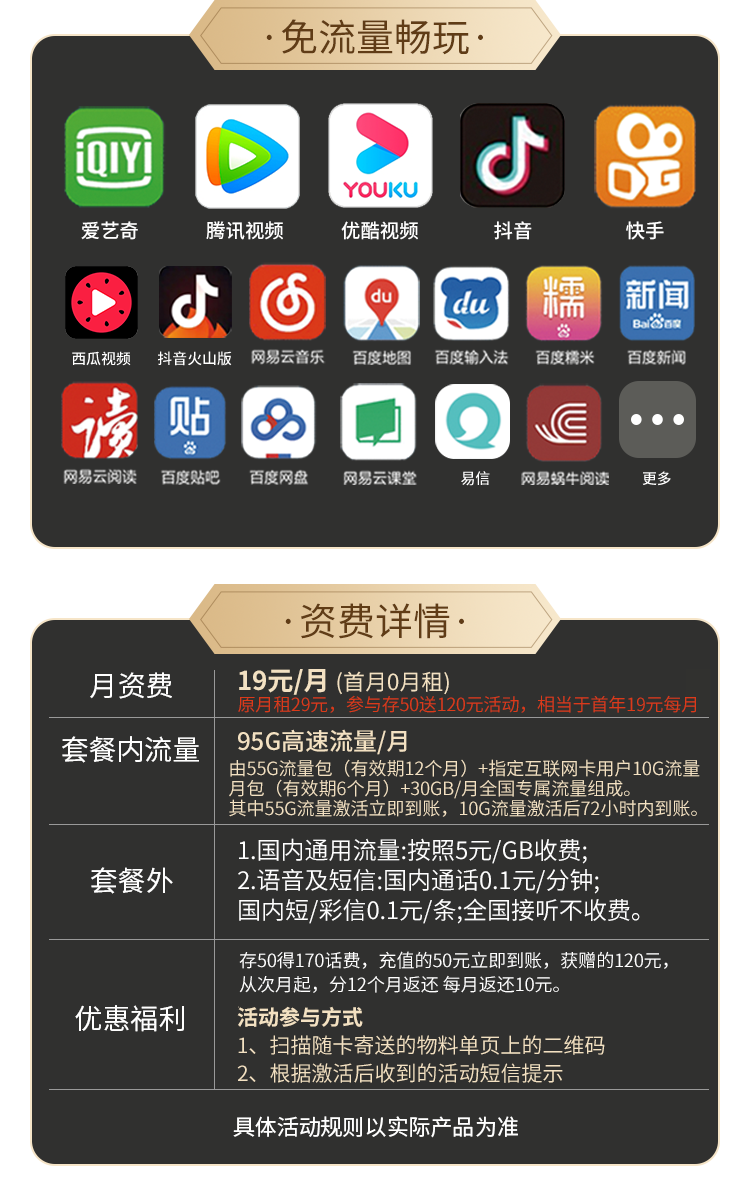 ·免流量畅玩·
iQIYI
YOUKU
爱艺奇
腾讯视频
优酷视频
抖音
快手
du
du
糯
新闻
Bai百度
西瓜视频
抖音火山版
网易云音乐
百度地图
百度输入法
百度糯米
百度新闻
读
贴
网易云阅读
百度贴吧
百度网盘
网易云课堂
易信
网易蜗牛阅读
更多
·资费详情·
月资费
19元/月 (首月0月租)
原月租29元，参与存50送120元活动，相当于首年19元每月
套餐内流量
95G高速流量/月
由55G流量包（有效期12个月）+指定互联网卡用户10G流量
月包（有效期6个月）+30GB/月全国专属流量组成。
其中55G流量激活立即到账，10G流量激活后72小时内到账。
套餐外
1.国内通用流量:按照5元/GB收费;
2.语音及短信:国内通话0.1元/分钟;
国内短/彩信0.1元/条;全国接听不收费。
优惠福利
存50得170话费，充值的50元立即到账，获赠的120元，
从次月起，分12个月返还 每月返还10元。
活动参与方式
1、扫描随卡寄送的物料单页上的二维码
2、根据激活后收到的活动短信提示
具体活动规则以实际产品为准